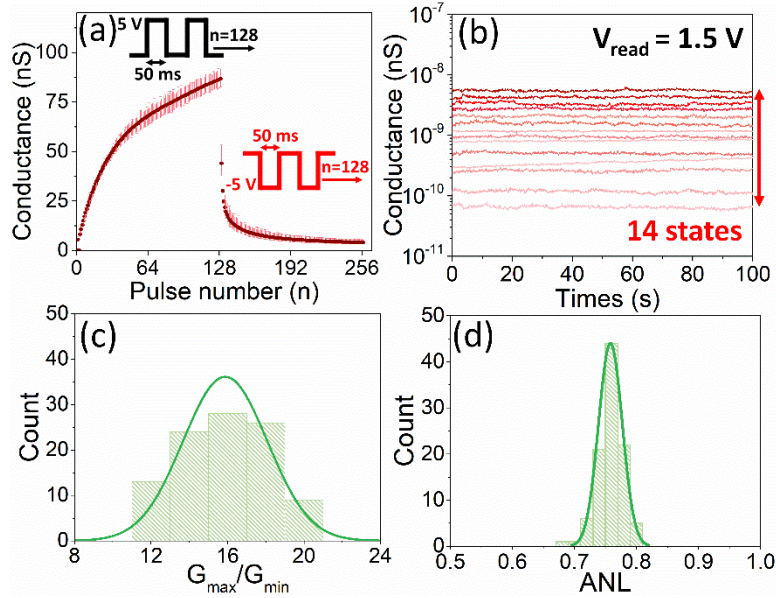 (a)
5 V
n=128
50 ms
50 ms
n=128
-5 V
100
75
50
25
0
Conductance (nS)
0 64 128 192 256
Pulse number (n)
(b)
V_read = 1.5 V
10⁻⁷
10⁻⁸
10⁻⁹
10⁻¹⁰
10⁻¹¹
Conductance (nS)
14 states
0 20 40 60 80 100
Times (s)
(c)
50
40
30
20
10
0
Count
8 12 16 20 24
G_max/G_min
(d)
50
40
30
20
10
0
Count
0.5 0.6 0.7 0.8 0.9 1.0
ANL